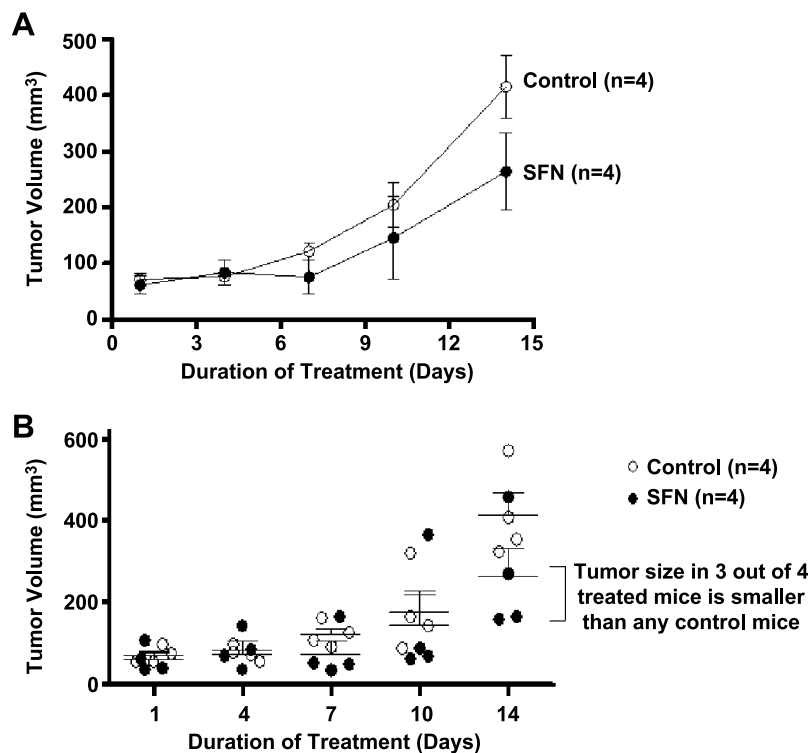 A
500
400
300
200
100
0
Tumor Volume (mm³)
Control (n=4)
SFN (n=4)
0 3 6 9 12 15
Duration of Treatment (Days)
B
600
400
200
0
Tumor Volume (mm³)
Control (n=4)
SFN (n=4)
Tumor size in 3 out of 4
treated mice is smaller
than any control mice
1 4 7 10 14
Duration of Treatment (Days)